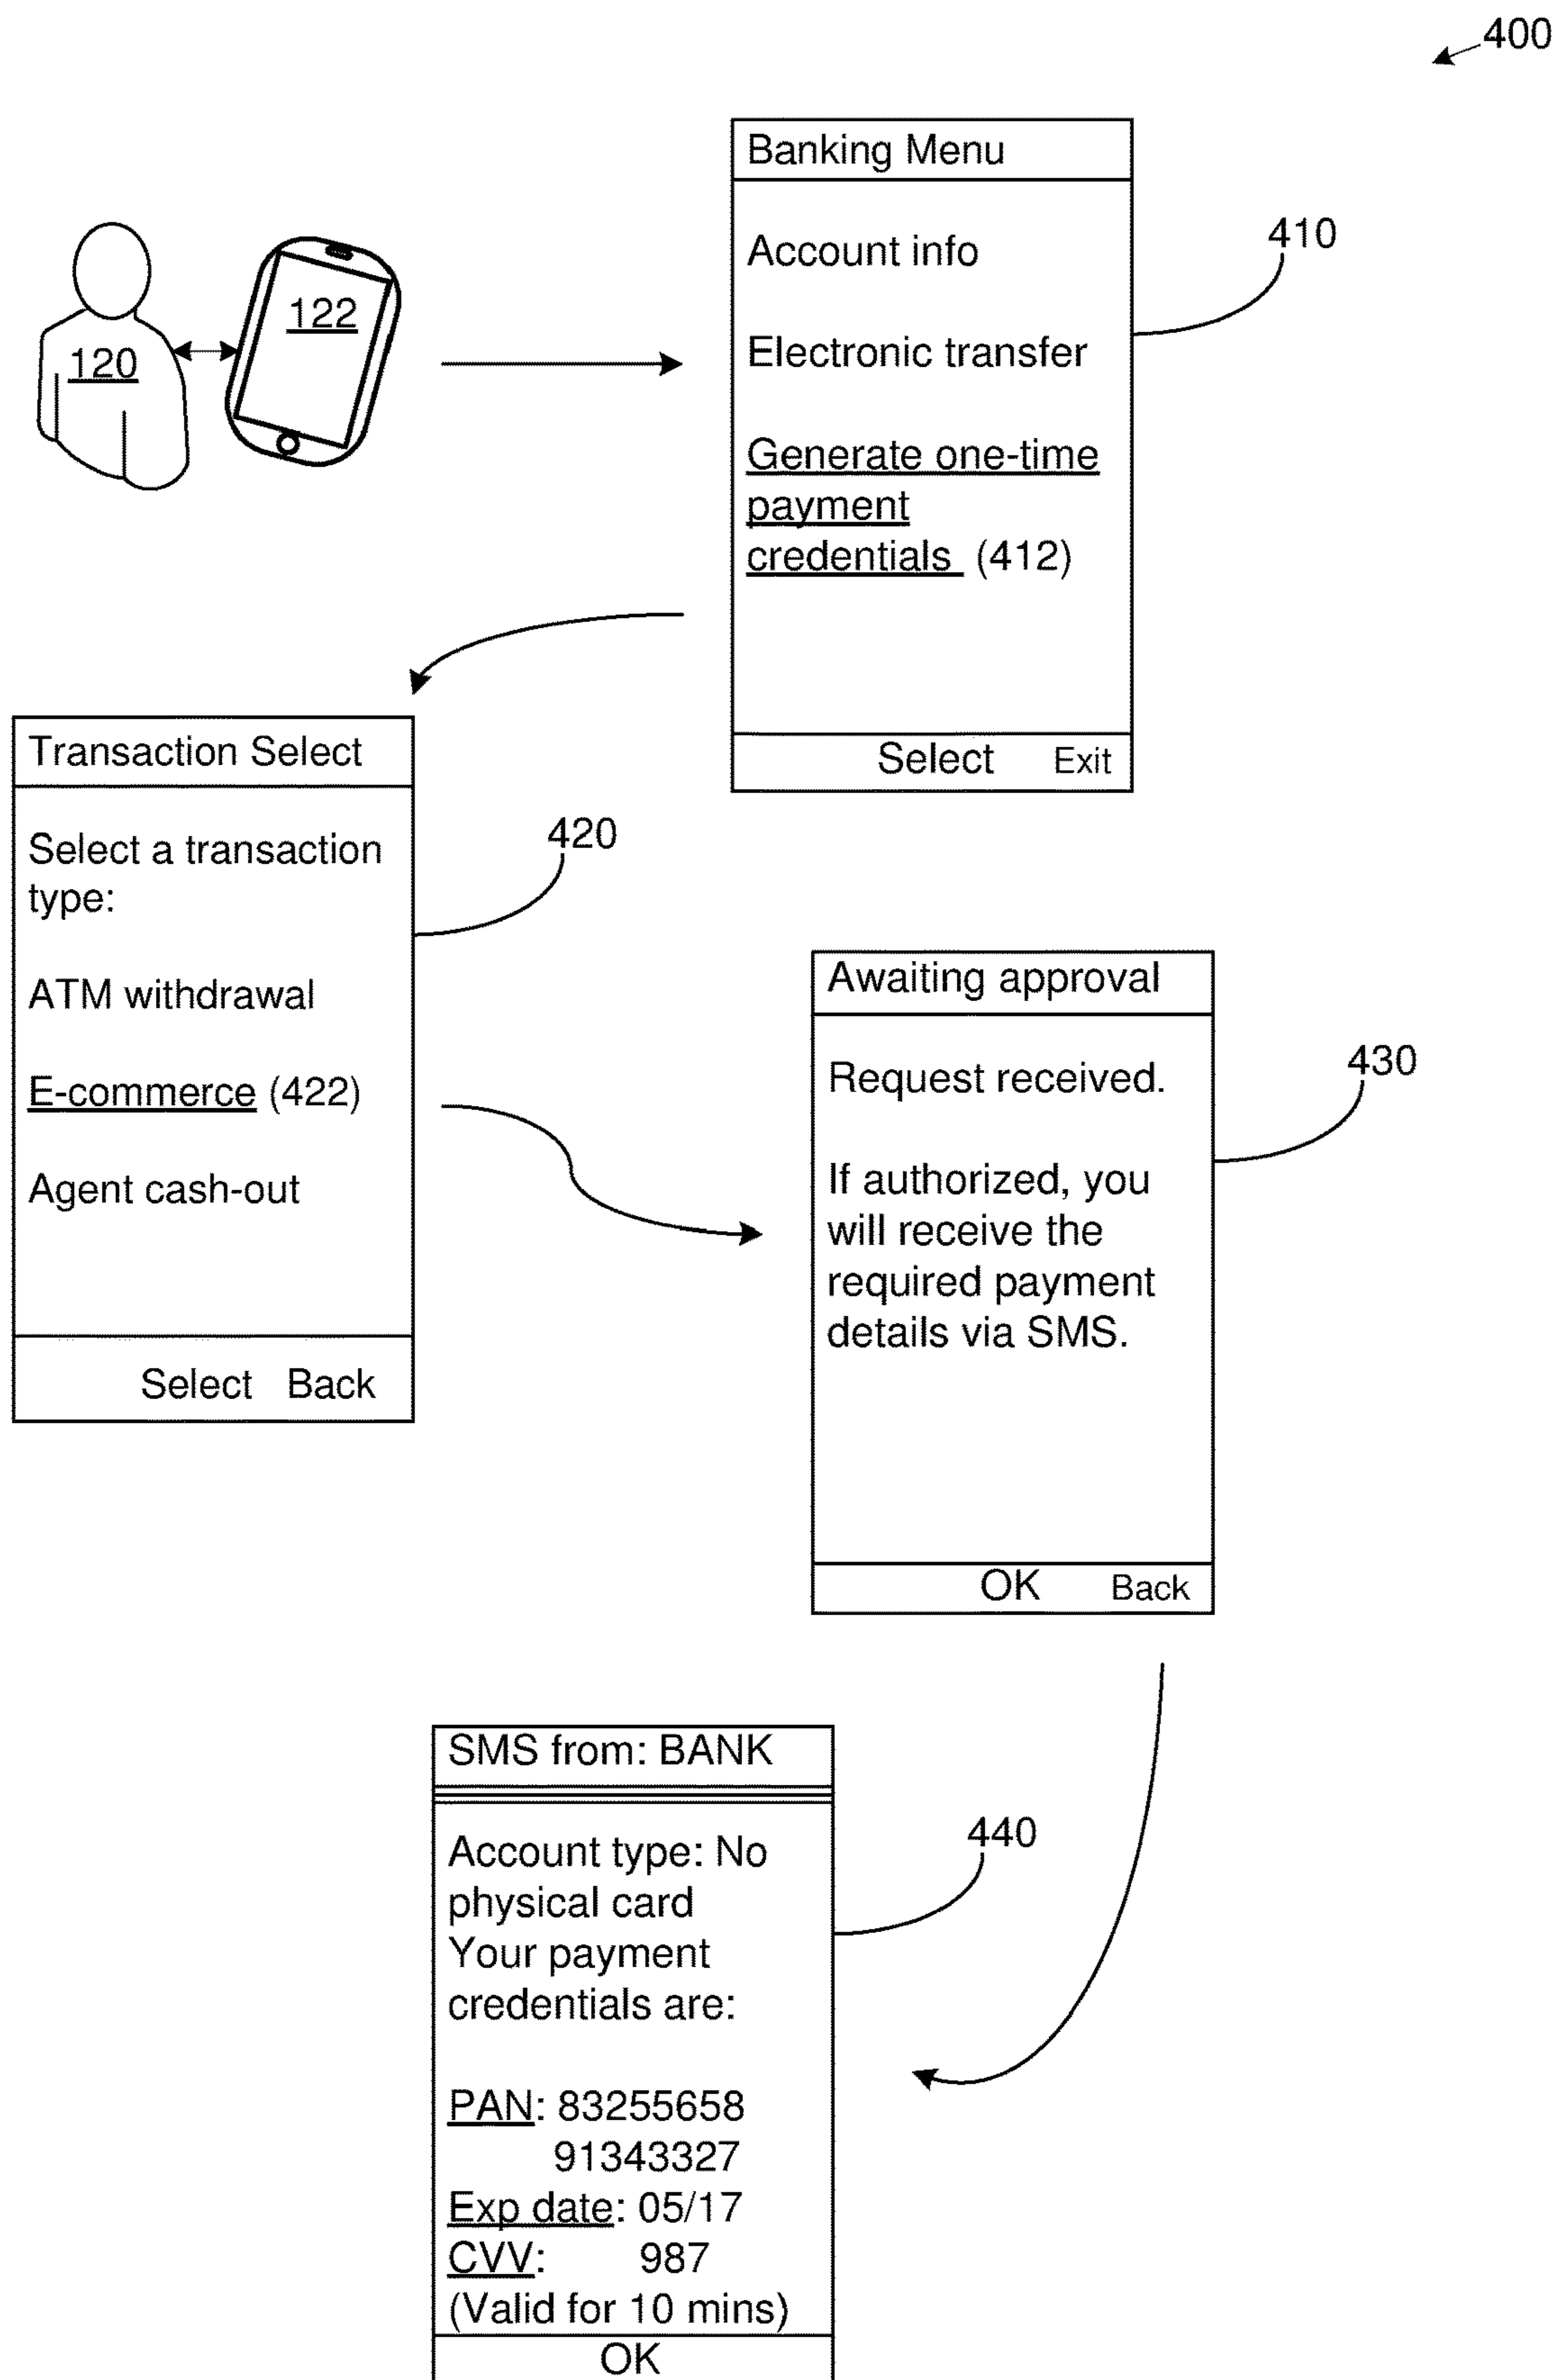 400
Banking Menu
Account info
Electronic transfer
Generate one-time
payment
credentials (412)
Select Exit
410
122
120
Transaction Select
Select a transaction
type:
ATM withdrawal
E-commerce (422)
Agent cash-out
Select Back
420
Awaiting approval
Request received.
If authorized, you
will receive the
required payment
details via SMS.
OK Back
430
SMS from: BANK
Account type: No
physical card
Your payment
credentials are:
PAN: 83255658
91343327
Exp date: 05/17
CVV: 987
(Valid for 10 mins)
OK
440